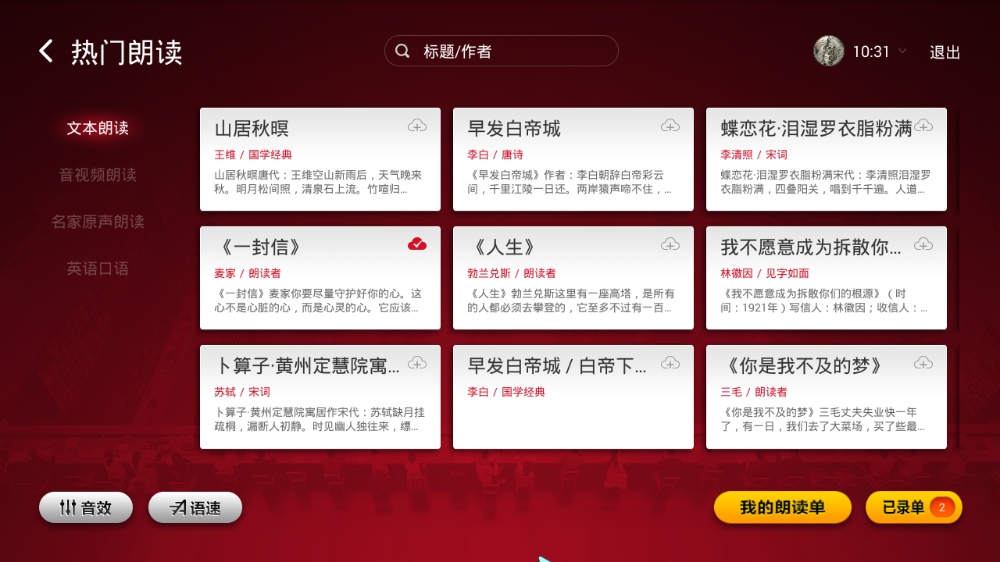 热门朗读
标题/作者
10:31
退出
文本朗读
音视频朗读
名家原声朗读
英语口语
山居秋暝
王维 / 国学经典
山居秋暝唐代：王维空山新雨后，天气晚来
秋。明月松间照，清泉石上流。竹喧归...
早发白帝城
李白 / 唐诗
《早发白帝城》作者：李白朝辞白帝彩云
间，千里江陵一日还。两岸猿声啼不住，...
蝶恋花·泪湿罗衣脂粉满
李清照 / 宋词
蝶恋花·泪湿罗衣脂粉满宋代：李清照泪湿罗
衣脂粉满，四叠阳关，唱到千千遍。人道...
《一封信》
麦家 / 朗读者
《一封信》麦家你要尽量守护好你的心。这
心不是心脏的心，而是心灵的心。它应该...
《人生》
勃兰兑斯 / 朗读者
《人生》勃兰兑斯这里有一座高塔，是所有
的人都必须去攀登的，它至多不过有一百...
我不愿意成为拆散你...
林徽因 / 见字如面
《我不愿意成为拆散你们的根源》（时
间：1921年）写信人：林徽因；收信人：...
卜算子·黄州定慧院寓...
苏轼 / 宋词
卜算子·黄州定慧院寓居作宋代：苏轼缺月挂
疏桐，漏断人初静。时见幽人独往来，缥...
早发白帝城 / 白帝下...
李白 / 国学经典
《你是我不及的梦》
三毛 / 朗读者
《你是我不及的梦》三毛丈夫失业快一年
了，有一日，我们去了大菜场，买了些最...
音效
语速
我的朗读单
已录单 2